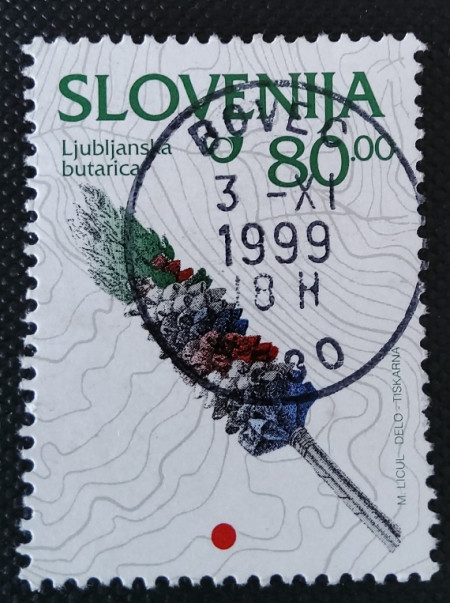 SLOVENIJA
Ljubljanska
butarica
80.00
BOVEC
3 -XI
1999
18 H
M. LICUL - DELO - TISKARNA